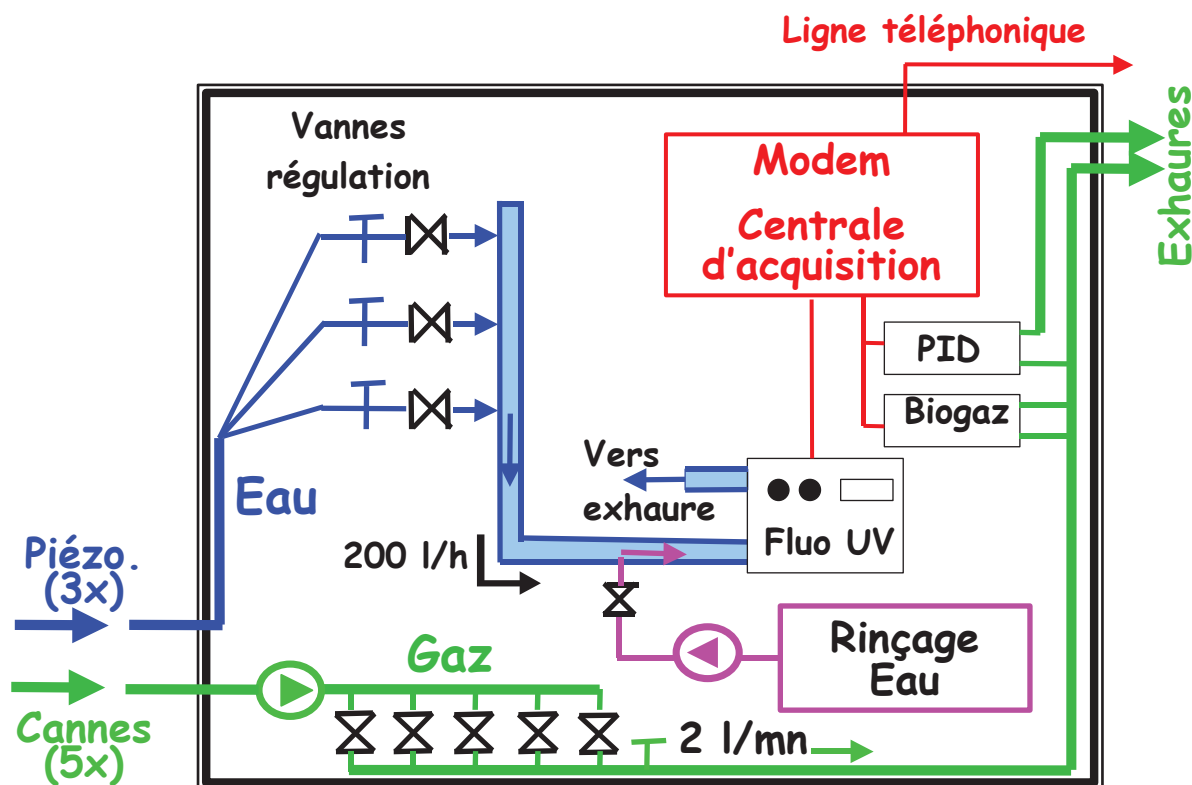 Ligne téléphonique
Vannes
régulation
Modem
Centrale
d'acquisition
Exhaures
PID
Biogaz
Eau
Vers
exhaure
Fluo UV
200 l/h
Piézo.
(3x)
Rinçage
Eau
Gaz
Cannes
(5x)
2 l/mn